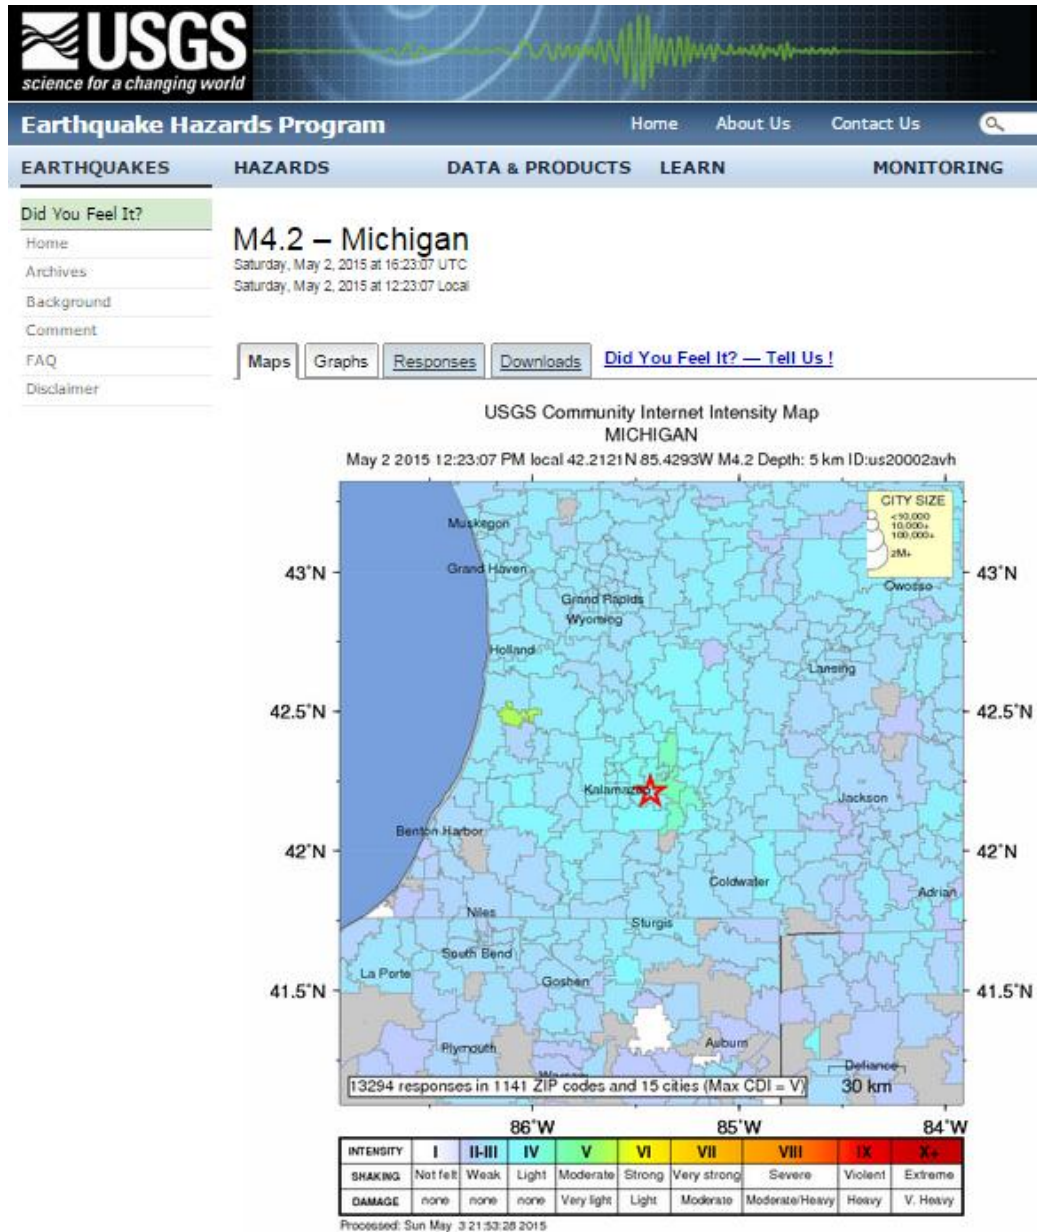 USGS
science for a changing world
Earthquake Hazards Program Home About Us Contact Us
EARTHQUAKES HAZARDS DATA & PRODUCTS LEARN MONITORING
Did You Feel It?
Home
Archives
Background
Comment
FAQ
Disclaimer
M4.2 – Michigan
Saturday, May 2, 2015 at 16:23:07 UTC
Saturday, May 2, 2015 at 12:23:07 Local
Maps Graphs Responses Downloads Did You Feel It? — Tell Us !
USGS Community Internet Intensity Map
MICHIGAN
May 2 2015 12:23:07 PM local 42.2121N 85.4293W M4.2 Depth: 5 km ID:us20002avh
CITY SIZE
<10,000
10,000+
100,000+
2M+
Muskegon
43°N Grand Haven 43°N
Owosso
Grand Rapids
Wyoming
Holland
Lansing
42.5°N 42.5°N
Kalamazoo
Jackson
Benton Harbor
42°N 42°N
Coldwater
Adrian
Niles
Sturgis
South Bend
La Porte
Goshen
41.5°N 41.5°N
Plymouth
Auburn
Defiance
Warsaw
13294 responses in 1141 ZIP codes and 15 cities (Max CDI = V) 30 km
86°W 85°W 84°W
INTENSITY I II-III IV V VI VII VIII IX X+
SHAKING Not felt Weak Light Moderate Strong Very strong Severe Violent Extreme
DAMAGE none none none Very light Light Moderate Moderate/Heavy Heavy V. Heavy
Processed: Sun May 3 21:53:28 2015